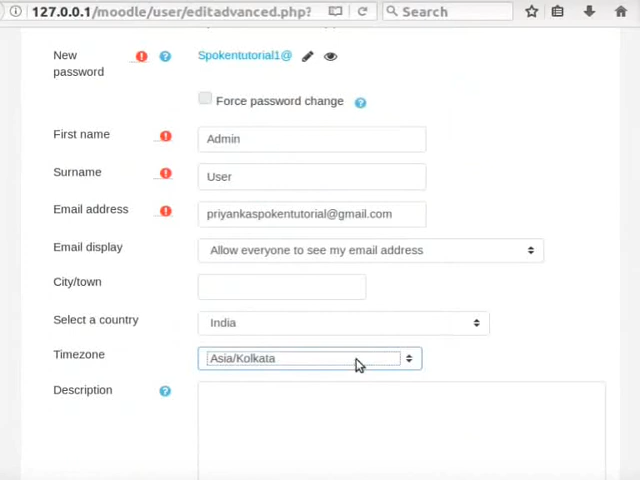 127.0.0.1/moodle/user/editadvanced.php?
Search
New password
Spokentutorial1@
Force password change
First name
Admin
Surname
User
Email address
priyankaspokentutorial@gmail.com
Email display
Allow everyone to see my email address
City/town
Select a country
India
Timezone
Asia/Kolkata
Description